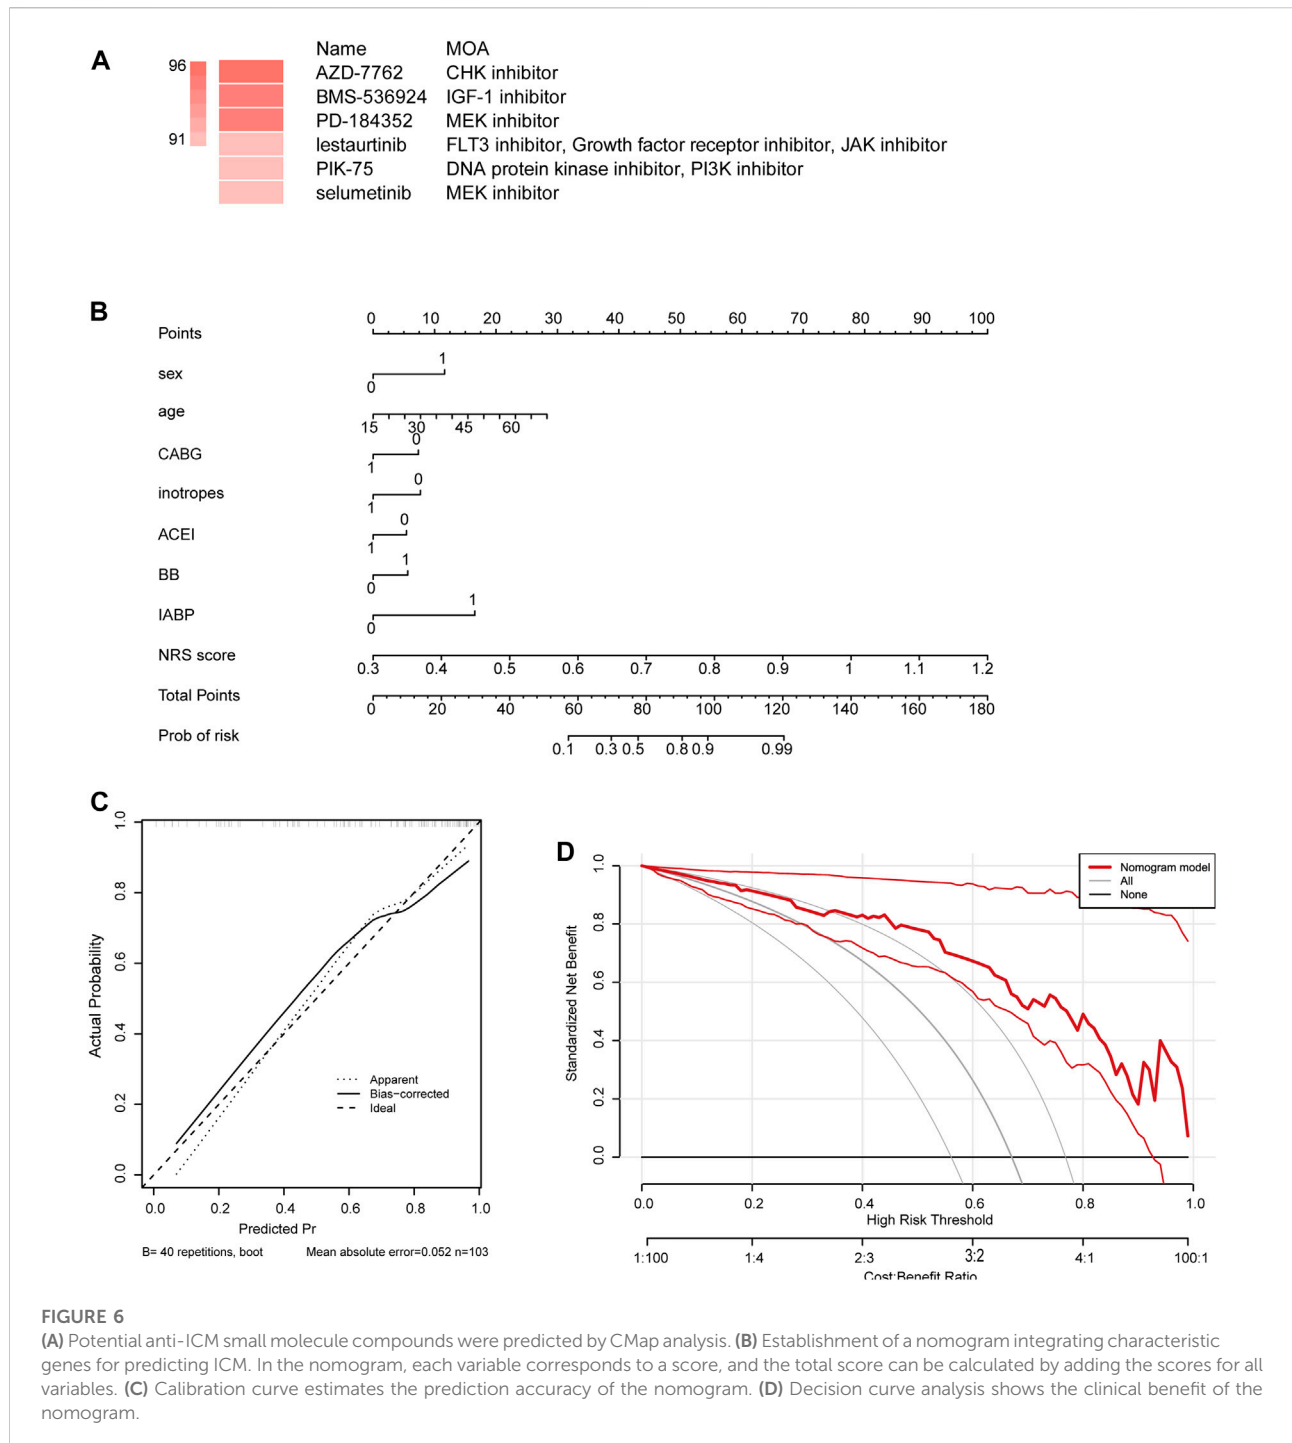 A
Name MOA
96 AZD-7762 CHK inhibitor
BMS-536924 IGF-1 inhibitor
PD-184352 MEK inhibitor
91 lestaurtinib FLT3 inhibitor, Growth factor receptor inhibitor, JAK inhibitor
PIK-75 DNA protein kinase inhibitor, PI3K inhibitor
selumetinib MEK inhibitor
B
Points 0 10 20 30 40 50 60 70 80 90 100
1
sex
0
age
15 30 45 60
0
CABG
1
0
inotropes
1
0
ACEI
1
1
BB
0
1
IABP
0
NRS score
0.3 0.4 0.5 0.6 0.7 0.8 0.9 1 1.1 1.2
Total Points
0 20 40 60 80 100 120 140 160 180
Prob of risk
0.1 0.3 0.5 0.8 0.9 0.99
C
Actual Probability
1.0
0.8
0.6
0.4
0.2
0.0
Apparent
Bias-corrected
Ideal
0.0 0.2 0.4 0.6 0.8 1.0
Predicted Pr
B= 40 repetitions, boot Mean absolute error=0.052 n=103
D
Standardized Net Benefit
1.0
0.8
0.6
0.4
0.2
0.0
Nomogram model
All
None
0.0 0.2 0.4 0.6 0.8 1.0
High Risk Threshold
1:100 1:4 2:3 3:2 4:1 100:1
Cost:Benefit Ratio
FIGURE 6
(A) Potential anti-ICM small molecule compounds were predicted by CMap analysis. (B) Establishment of a nomogram integrating characteristic
genes for predicting ICM. In the nomogram, each variable corresponds to a score, and the total score can be calculated by adding the scores for all
variables. (C) Calibration curve estimates the prediction accuracy of the nomogram. (D) Decision curve analysis shows the clinical benefit of the
nomogram.